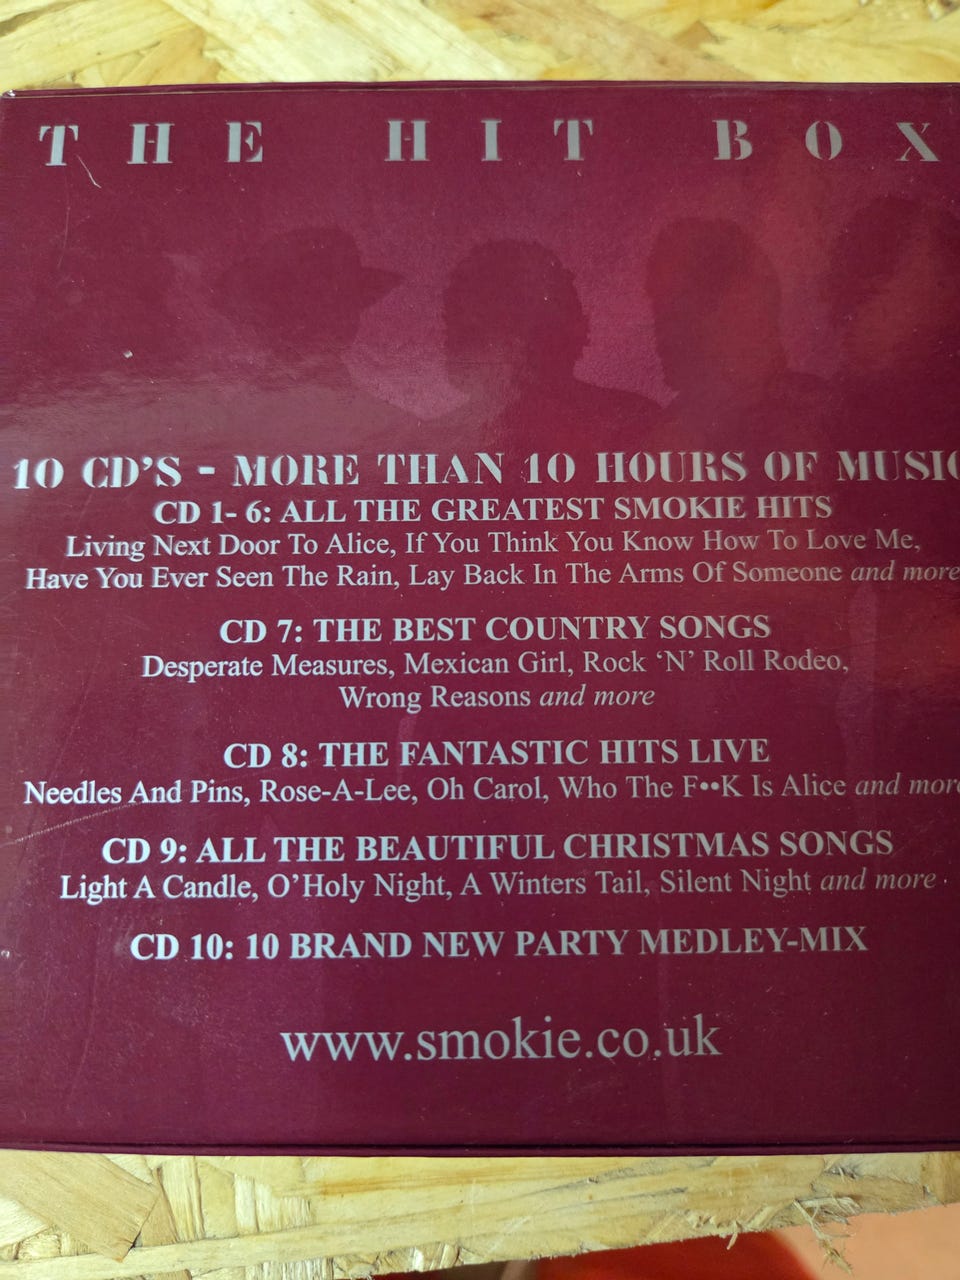 THE HIT BOX
10 CD'S - MORE THAN 10 HOURS OF MUSIC
CD 1- 6: ALL THE GREATEST SMOKIE HITS
Living Next Door To Alice, If You Think You Know How To Love Me,
Have You Ever Seen The Rain, Lay Back In The Arms Of Someone and more
CD 7: THE BEST COUNTRY SONGS
Desperate Measures, Mexican Girl, Rock 'N' Roll Rodeo,
Wrong Reasons and more
CD 8: THE FANTASTIC HITS LIVE
Needles And Pins, Rose-A-Lee, Oh Carol, Who The F••K Is Alice and more
CD 9: ALL THE BEAUTIFUL CHRISTMAS SONGS
Light A Candle, O'Holy Night, A Winters Tail, Silent Night and more
CD 10: 10 BRAND NEW PARTY MEDLEY-MIX
www.smokie.co.uk